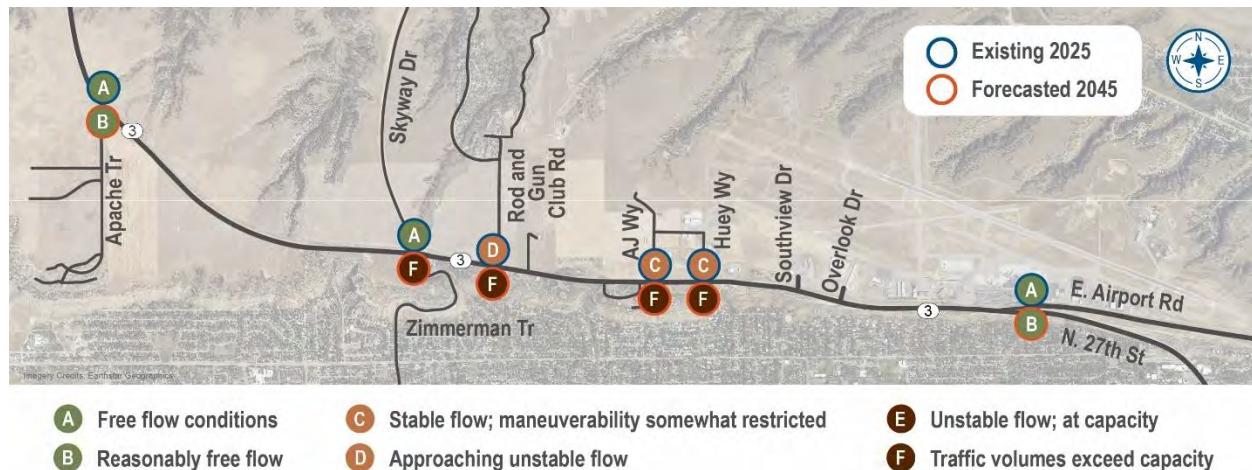 Existing 2025
Forecasted 2045
N
W E
S
A
B
3
Apache Tr
Skyway Dr
A
F
3
Zimmerman Tr
D
F
Rod and
Gun
Club Rd
AJ Wy
C
F
Huey Wy
C
F
Southview Dr
Overlook Dr
3
A
B
E. Airport Rd
N. 27th St
Imagery Credits: Earthstar Geographics
A Free flow conditions
B Reasonably free flow
C Stable flow; maneuverability somewhat restricted
D Approaching unstable flow
E Unstable flow; at capacity
F Traffic volumes exceed capacity